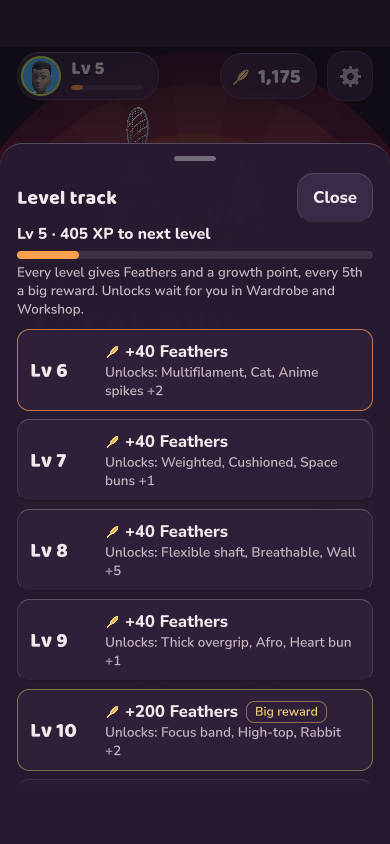 Lv 5
1,175
Level track
Close
Lv 5 · 405 XP to next level
Every level gives Feathers and a growth point, every 5th
a big reward. Unlocks wait for you in Wardrobe and
Workshop.
Lv 6
+40 Feathers
Unlocks: Multifilament, Cat, Anime
spikes +2
Lv 7
+40 Feathers
Unlocks: Weighted, Cushioned, Space
buns +1
Lv 8
+40 Feathers
Unlocks: Flexible shaft, Breathable, Wall
+5
Lv 9
+40 Feathers
Unlocks: Thick overgrip, Afro, Heart bun
+1
Lv 10
+200 Feathers Big reward
Unlocks: Focus band, High-top, Rabbit
+2